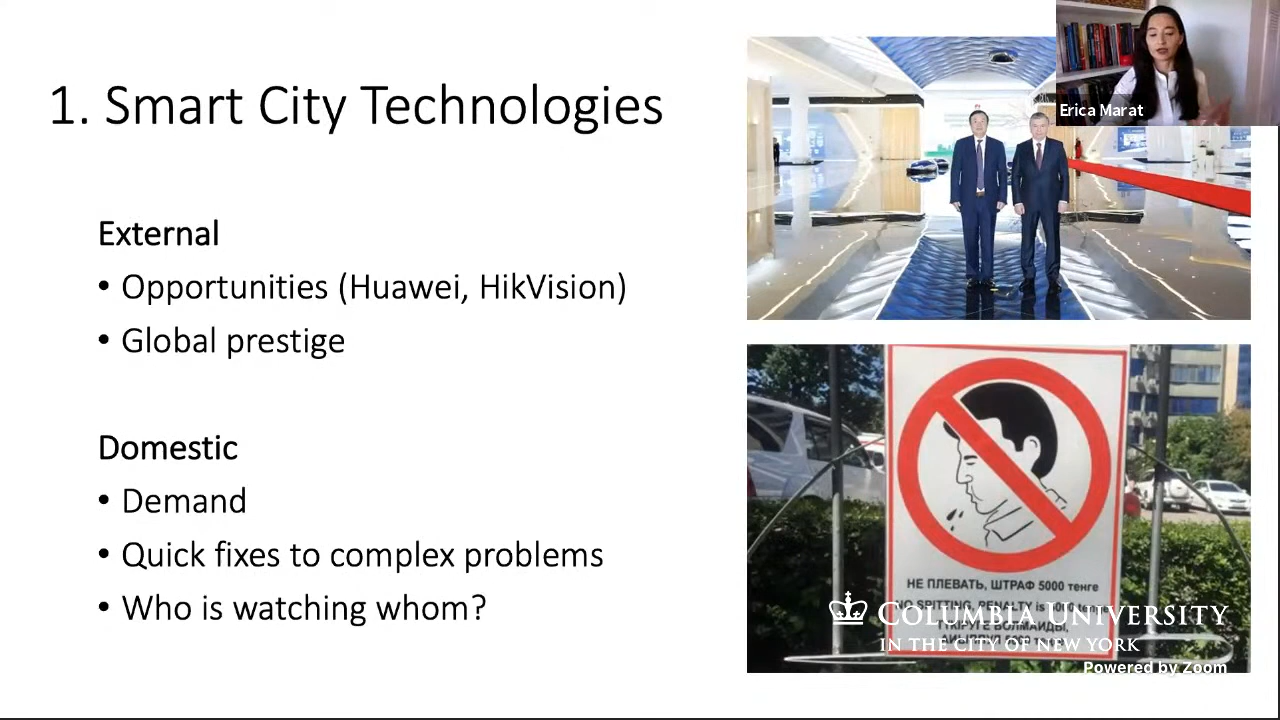 1. Smart City Technologies
External
• Opportunities (Huawei, HikVision)
• Global prestige
Domestic
• Demand
• Quick fixes to complex problems
• Who is watching whom?
Erica Marat
НЕ ПЛЕВАТЬ, ШТРАФ 5000 тенге
NO SPITTING, PENALTY is 5000
COLUMBIA UNIVERSITY
IN THE CITY OF NEW YORK
Powered by Zoom